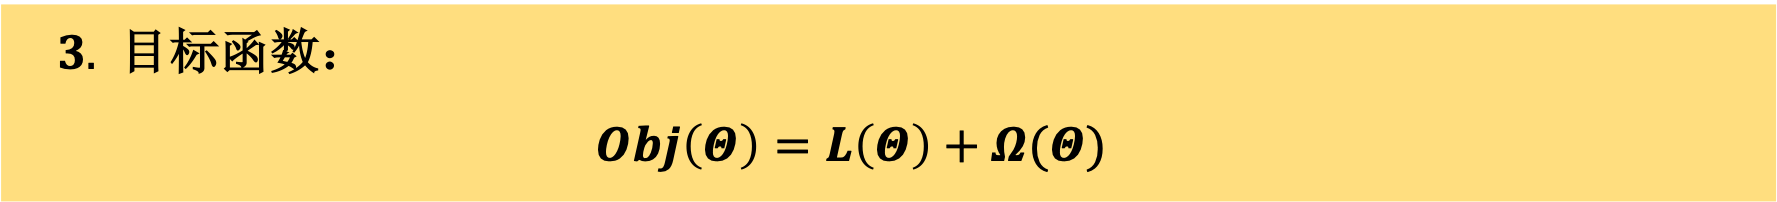 3. 目标函数：
Obj(Θ) = L(Θ) + Ω(Θ)